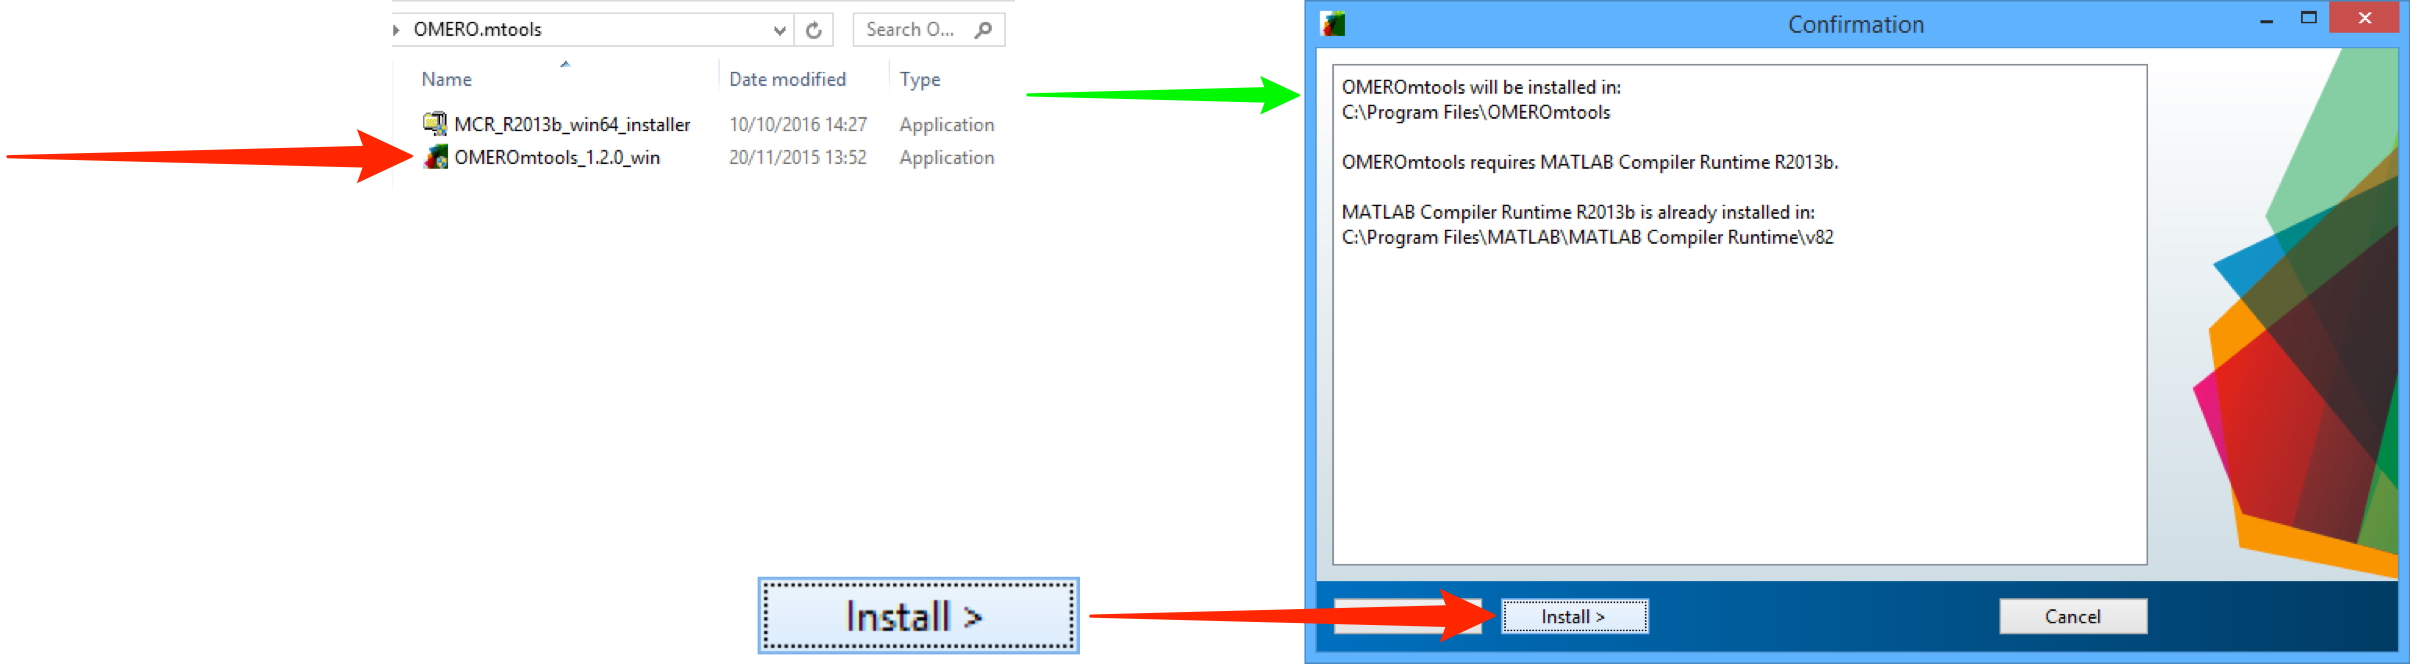 OMERO.mtools
Search O...
Name Date modified Type
MCR_R2013b_win64_installer 10/10/2016 14:27 Application
OMEROmtools_1.2.0_win 20/11/2015 13:52 Application
Install >
Confirmation
OMEROmtools will be installed in:
C:\Program Files\OMEROmtools
OMEROmtools requires MATLAB Compiler Runtime R2013b.
MATLAB Compiler Runtime R2013b is already installed in:
C:\Program Files\MATLAB\MATLAB Compiler Runtime\v82
Install >
Cancel